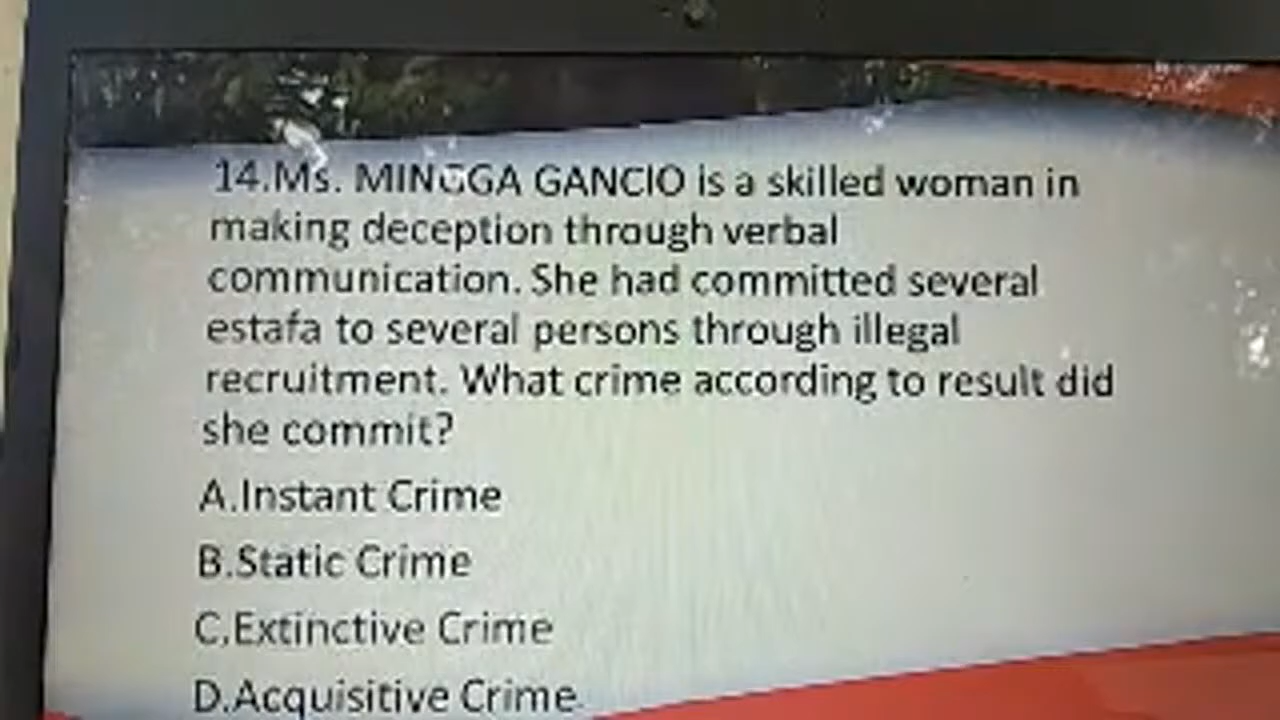 14.Ms. MINGGA GANCIO is a skilled woman in
making deception through verbal
communication. She had committed several
estafa to several persons through illegal
recruitment. What crime according to result did
she commit?
A.Instant Crime
B.Static Crime
C,Extinctive Crime
D.Acquisitive Crime